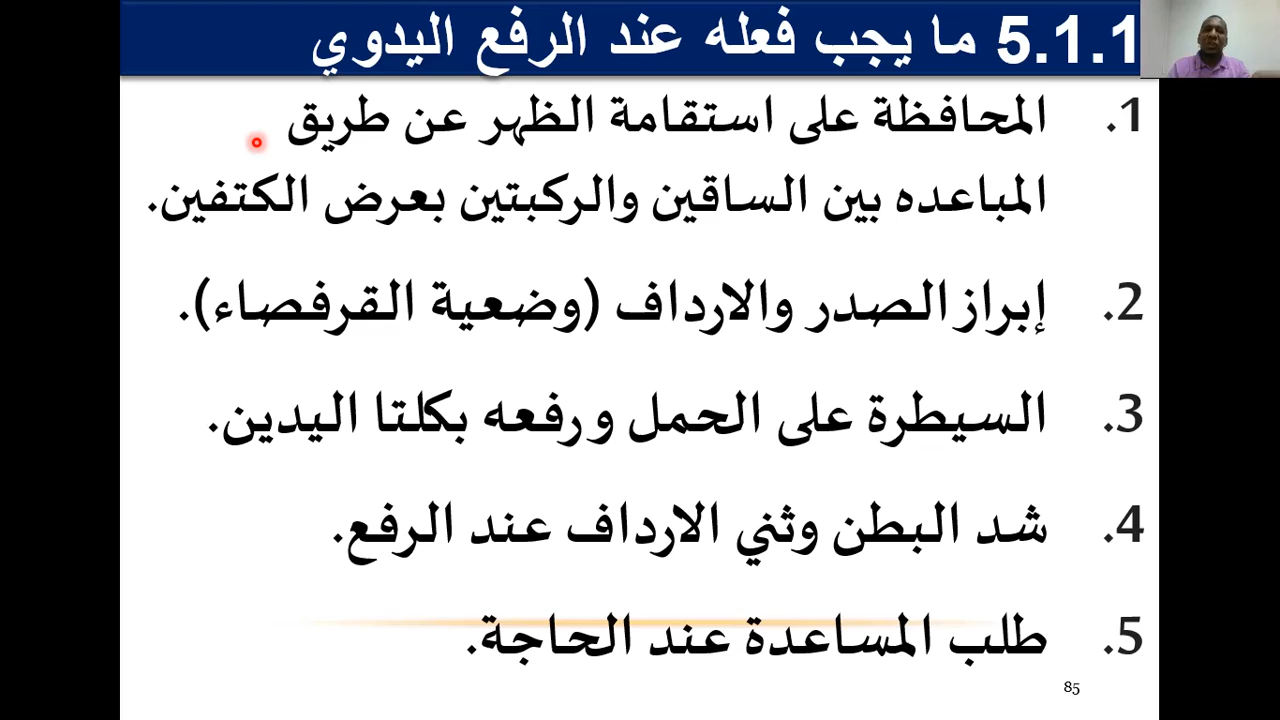 5.1.1 ما يجب فعله عند الرفع اليدوي
1. المحافظة على استقامة الظهر عن طريق
المباعده بين الساقين والركبتين بعرض الكتفين.
2. إبراز الصدر والارداف (وضعية القرفصاء).
3. السيطرة على الحمل ورفعه بكلتا اليدين.
4. شد البطن وثني الارداف عند الرفع.
5. طلب المساعدة عند الحاجة.
85